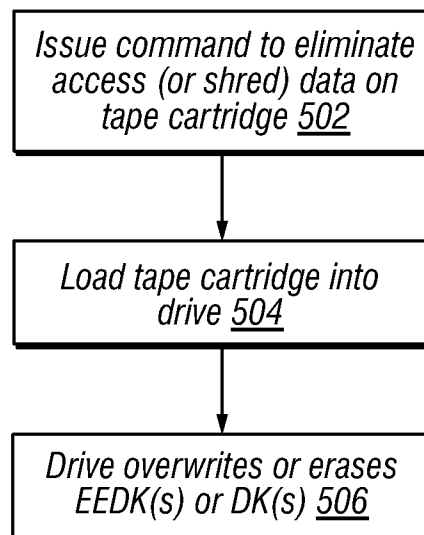 Issue command to eliminate
access (or shred) data on
tape cartridge 502
Load tape cartridge into
drive 504
Drive overwrites or erases
EEDK(s) or DK(s) 506